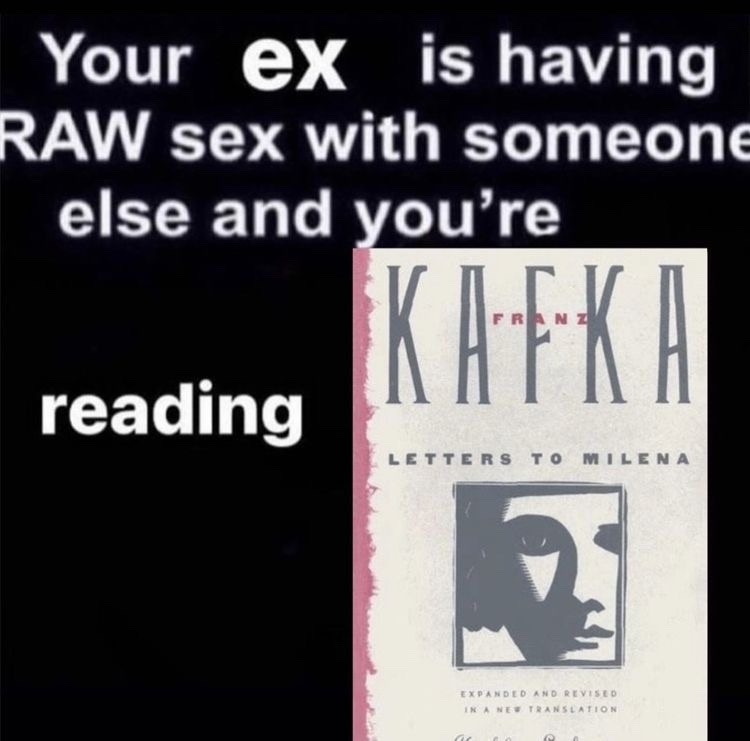 Your ex is having
RAW sex with someone
else and you're
reading
KAFKA
FRANZ
LETTERS TO MILENA
EXPANDED AND REVISED
IN A NEW TRANSLATION